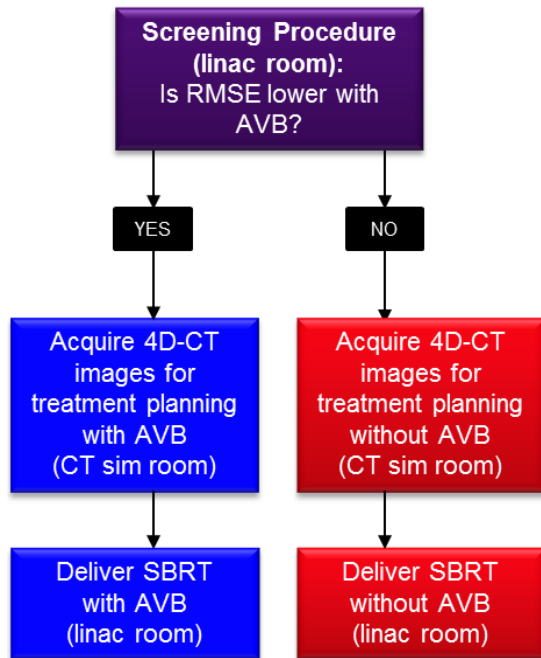 Screening Procedure
(linac room):
Is RMSE lower with
AVB?
YES
NO
Acquire 4D-CT
images for
treatment planning
with AVB
(CT sim room)
Acquire 4D-CT
images for
treatment planning
without AVB
(CT sim room)
Deliver SBRT
with AVB
(linac room)
Deliver SBRT
without AVB
(linac room)